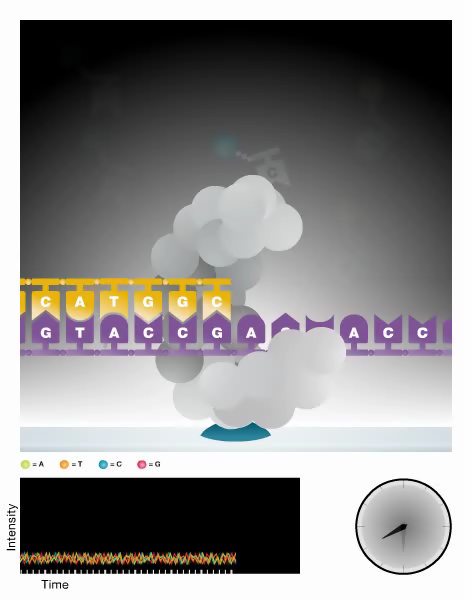 C
C A T G G C
G T A C C G A A C C
= A = T = C = G
Intensity
Time